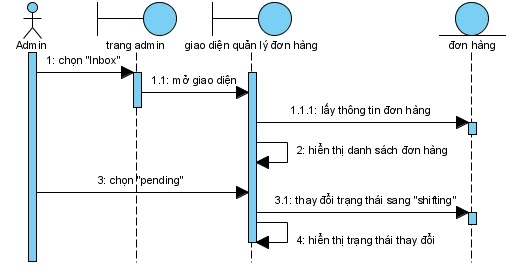 Admin
trang admin
giao diện quản lý đơn hàng
đơn hàng
1: chọn "Inbox"
1.1: mở giao diện
1.1.1: lấy thông tin đơn hàng
2: hiển thị danh sách đơn hàng
3: chọn "pending"
3.1: thay đổi trạng thái sang "shifting"
4: hiển thị trạng thái thay đổi